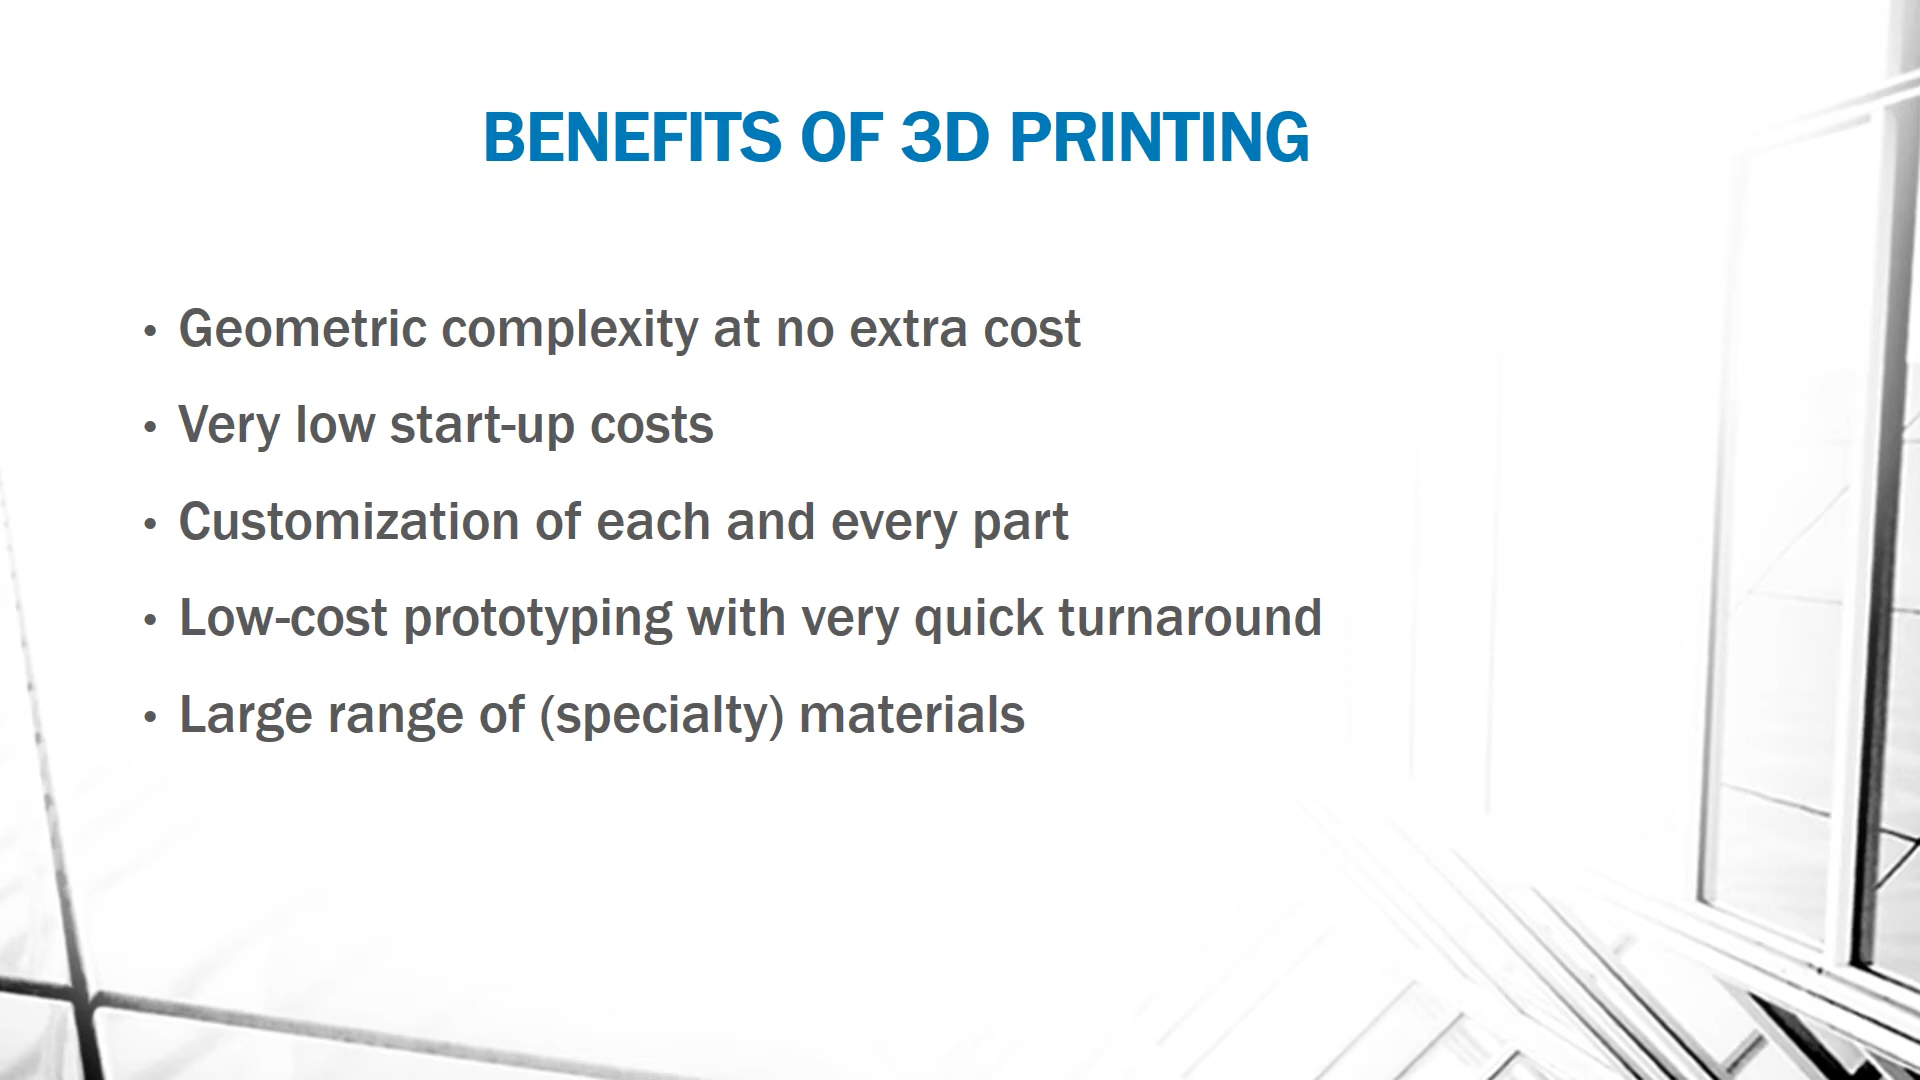 BENEFITS OF 3D PRINTING
• Geometric complexity at no extra cost
• Very low start-up costs
• Customization of each and every part
• Low-cost prototyping with very quick turnaround
• Large range of (specialty) materials